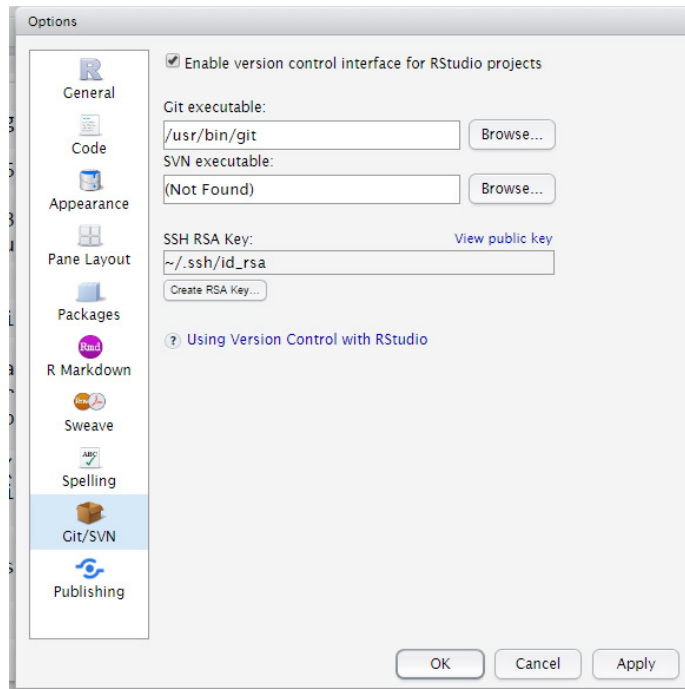 Options
General
Code
Appearance
Pane Layout
Packages
Rmd
R Markdown
Sweave
ABC
Spelling
Git/SVN
Publishing
Enable version control interface for RStudio projects
Git executable:
/usr/bin/git
Browse...
SVN executable:
(Not Found)
Browse...
SSH RSA Key:
View public key
~/.ssh/id_rsa
Create RSA Key...
? Using Version Control with RStudio
OK
Cancel
Apply